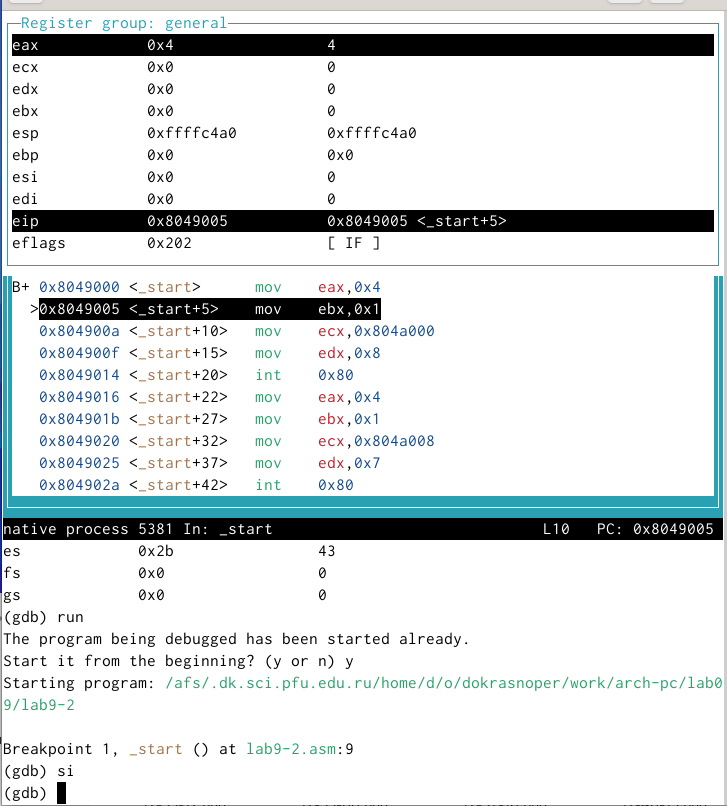 Register group: general
eax 0x4 4
ecx 0x0 0
edx 0x0 0
ebx 0x0 0
esp 0xffffc4a0 0xffffc4a0
ebp 0x0 0x0
esi 0x0 0
edi 0x0 0
eip 0x8049005 0x8049005 <_start+5>
eflags 0x202 [ IF ]
B+ 0x8049000 <_start> mov eax,0x4
>0x8049005 <_start+5> mov ebx,0x1
0x804900a <_start+10> mov ecx,0x804a000
0x804900f <_start+15> mov edx,0x8
0x8049014 <_start+20> int 0x80
0x8049016 <_start+22> mov eax,0x4
0x804901b <_start+27> mov ebx,0x1
0x8049020 <_start+32> mov ecx,0x804a008
0x8049025 <_start+37> mov edx,0x7
0x804902a <_start+42> int 0x80
native process 5381 In: _start L10 PC: 0x8049005
es 0x2b 43
fs 0x0 0
gs 0x0 0
(gdb) run
The program being debugged has been started already.
Start it from the beginning? (y or n) y
Starting program: /afs/.dk.sci.pfu.edu.ru/home/d/o/dokrasnoper/work/arch-pc/lab0
9/lab9-2
Breakpoint 1, _start () at lab9-2.asm:9
(gdb) si
(gdb)